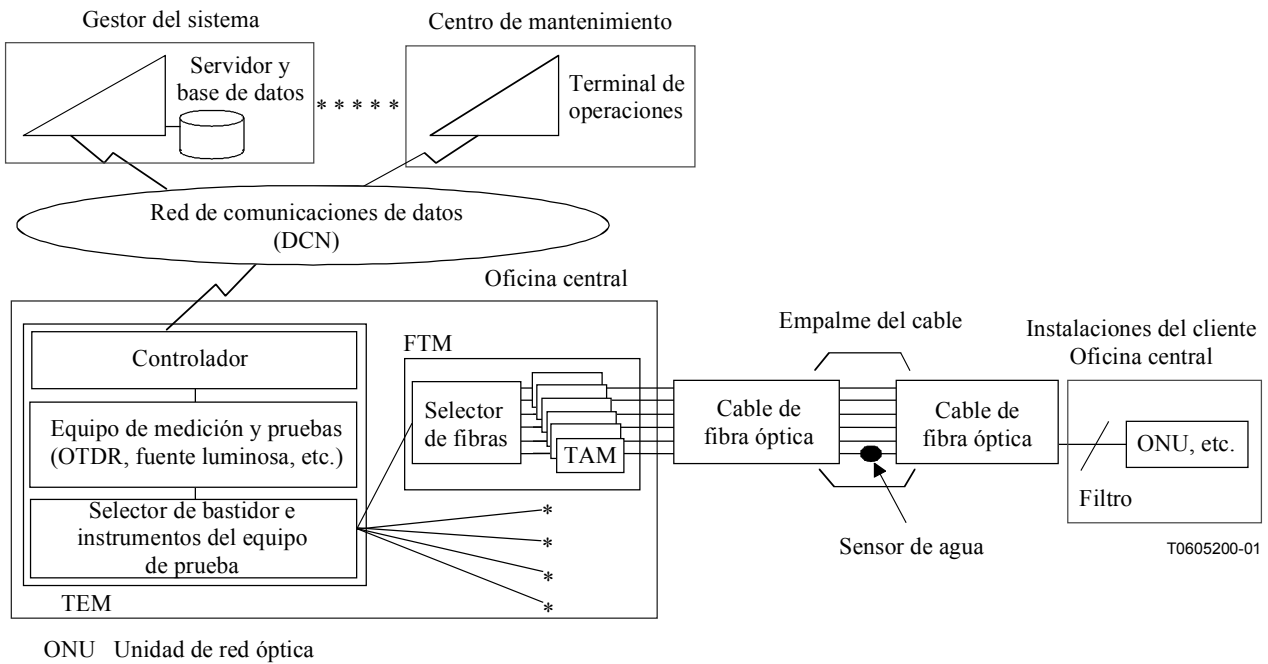 Gestor del sistema
Centro de mantenimiento
Servidor y
base de datos
* * * * *
Terminal de
operaciones
Red de comunicaciones de datos
(DCN)
Oficina central
Controlador
Equipo de medición y pruebas
(OTDR, fuente luminosa, etc.)
Selector de bastidor e
instrumentos del equipo
de prueba
TEM
FTM
Selector
de fibras
TAM
*
*
*
*
Empalme del cable
Cable de
fibra óptica
Cable de
fibra óptica
Sensor de agua
Instalaciones del cliente
Oficina central
ONU, etc.
Filtro
T0605200-01
ONU Unidad de red óptica